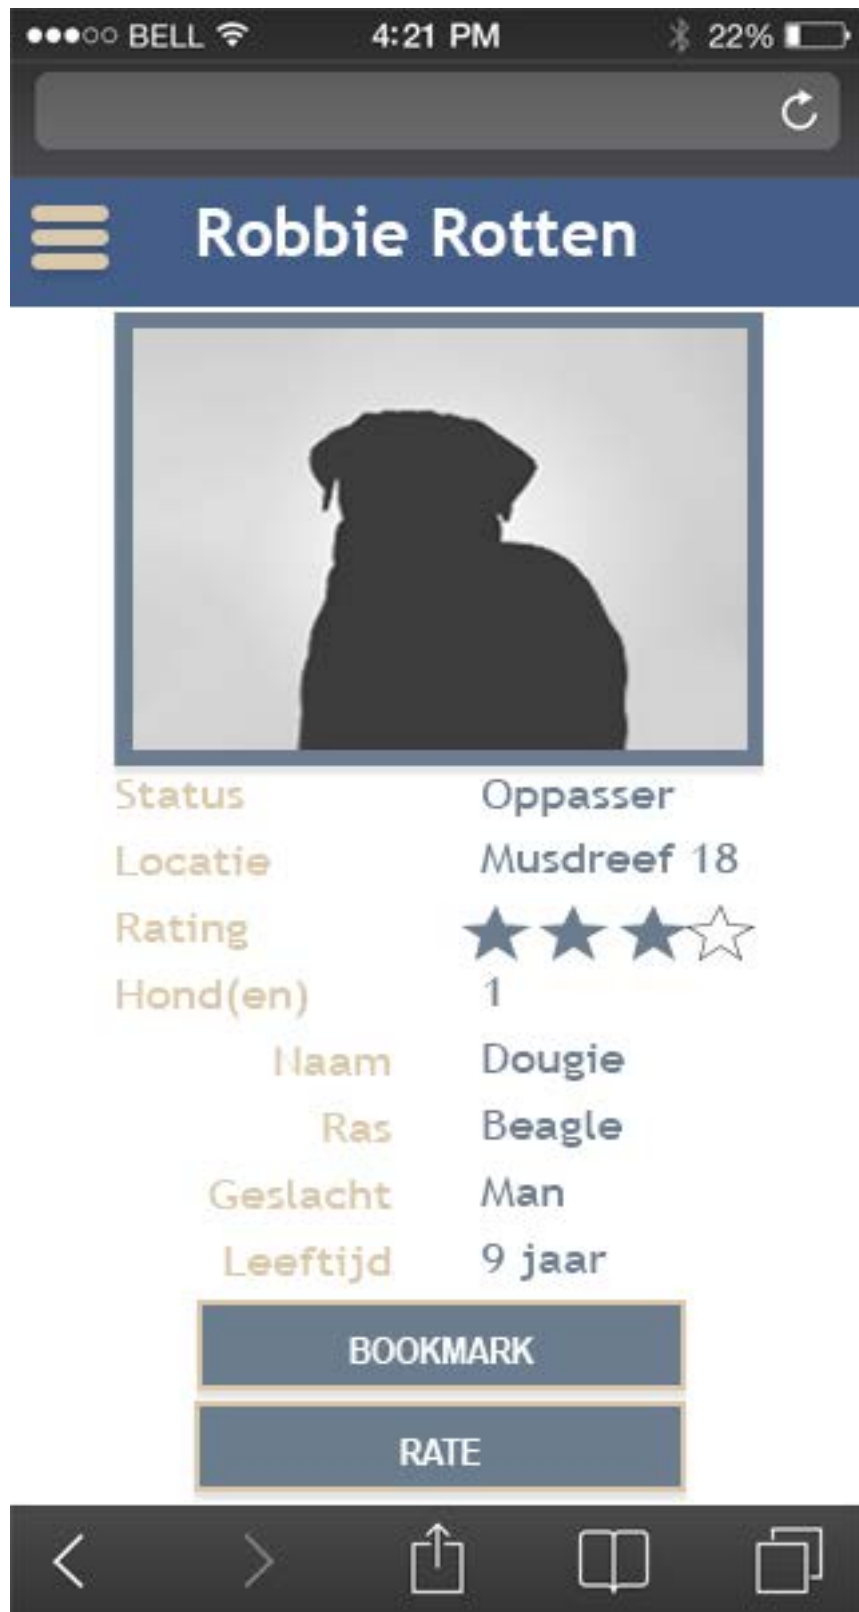 BELL 4:21 PM 22%
Robbie Rotten
Status Oppasser
Locatie Musdreef 18
Rating
Hond(en) 1
Naam Dougie
Ras Beagle
Geslacht Man
Leeftijd 9 jaar
BOOKMARK
RATE